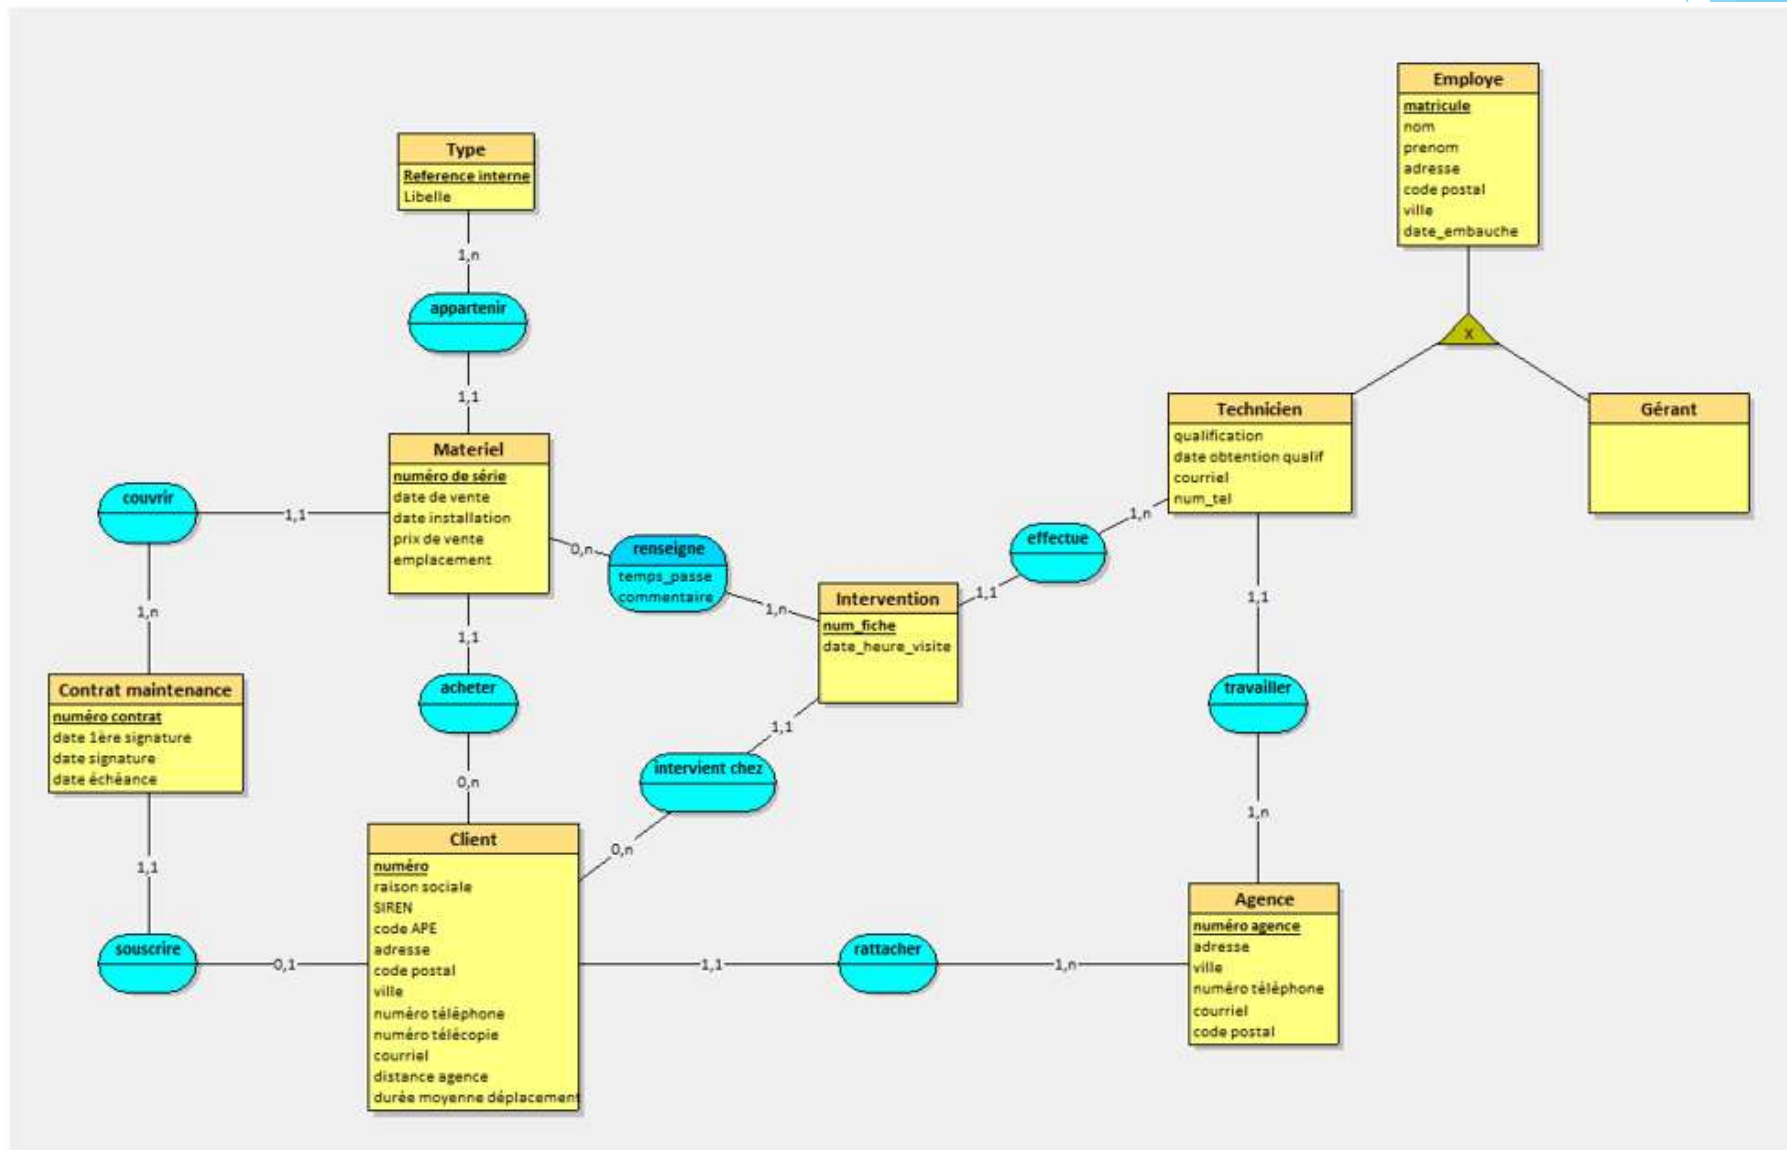 Employe
matricule
nom
prenom
adresse
code postal
ville
date_embauche
Type
Reference interne
Libelle
1,n
appartenir
1,1
X
Technicien
qualification
date obtention qualif
courriel
num_tel
Gérant
Materiel
numéro de série
date de vente
date installation
prix de vente
emplacement
couvrir
1,1
1,n
0,n
renseigne
temps_passe
commentaire
1,n
effectue
1,n
1,1
Intervention
num_fiche
date_heure_visite
1,1
1,1
Contrat maintenance
numéro contrat
date 1ère signature
date signature
date échéance
acheter
travailler
1,1
intervient chez
0,n
0,n
1,n
Client
numéro
raison sociale
SIREN
code APE
adresse
code postal
ville
numéro téléphone
numéro télécopie
courriel
distance agence
durée moyenne déplacement
1,1
souscrire
0,1
1,1
rattacher
1,n
Agence
numéro agence
adresse
ville
numéro téléphone
courriel
code postal